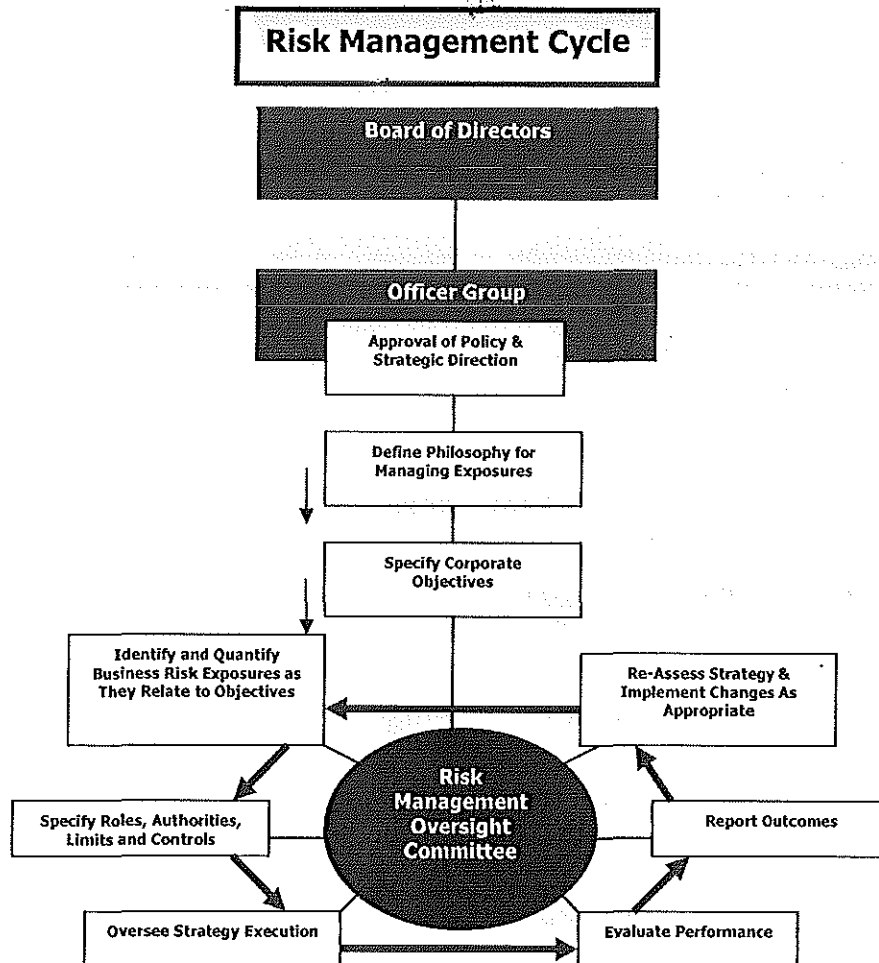 Risk Management Cycle
Board of Directors
Officer Group
Approval of Policy &
Strategic Direction
Define Philosophy for
Managing Exposures
Specify Corporate
Objectives
Identify and Quantify
Business Risk Exposures as
They Relate to Objectives
Re-Assess Strategy &
Implement Changes As
Appropriate
Risk
Management
Oversight
Committee
Specify Roles, Authorities,
Limits and Controls
Report Outcomes
Oversee Strategy Execution
Evaluate Performance